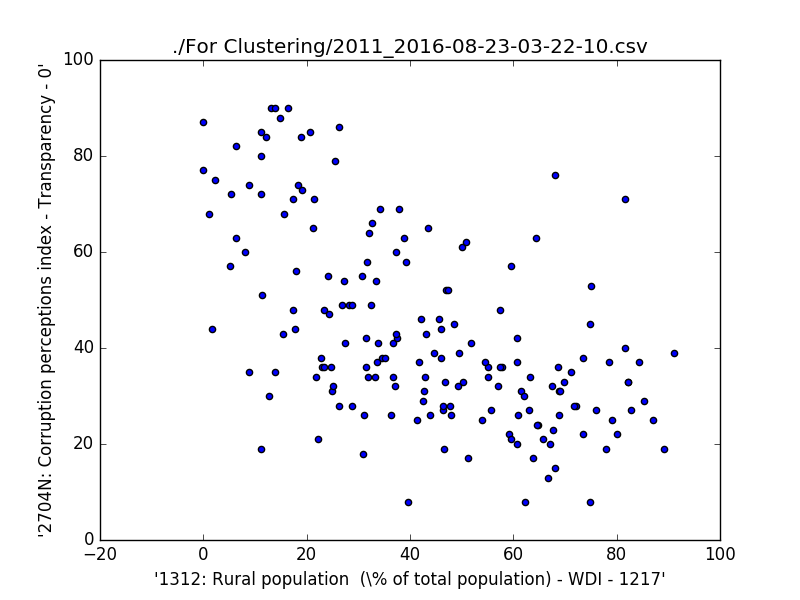 ./For Clustering/2011_2016-08-23-03-22-10.csv
100
80
60
40
20
0
−20 0 20 40 60 80 100
'2704N: Corruption perceptions index - Transparency - 0'
'1312: Rural population  (\% of total population) - WDI - 1217'